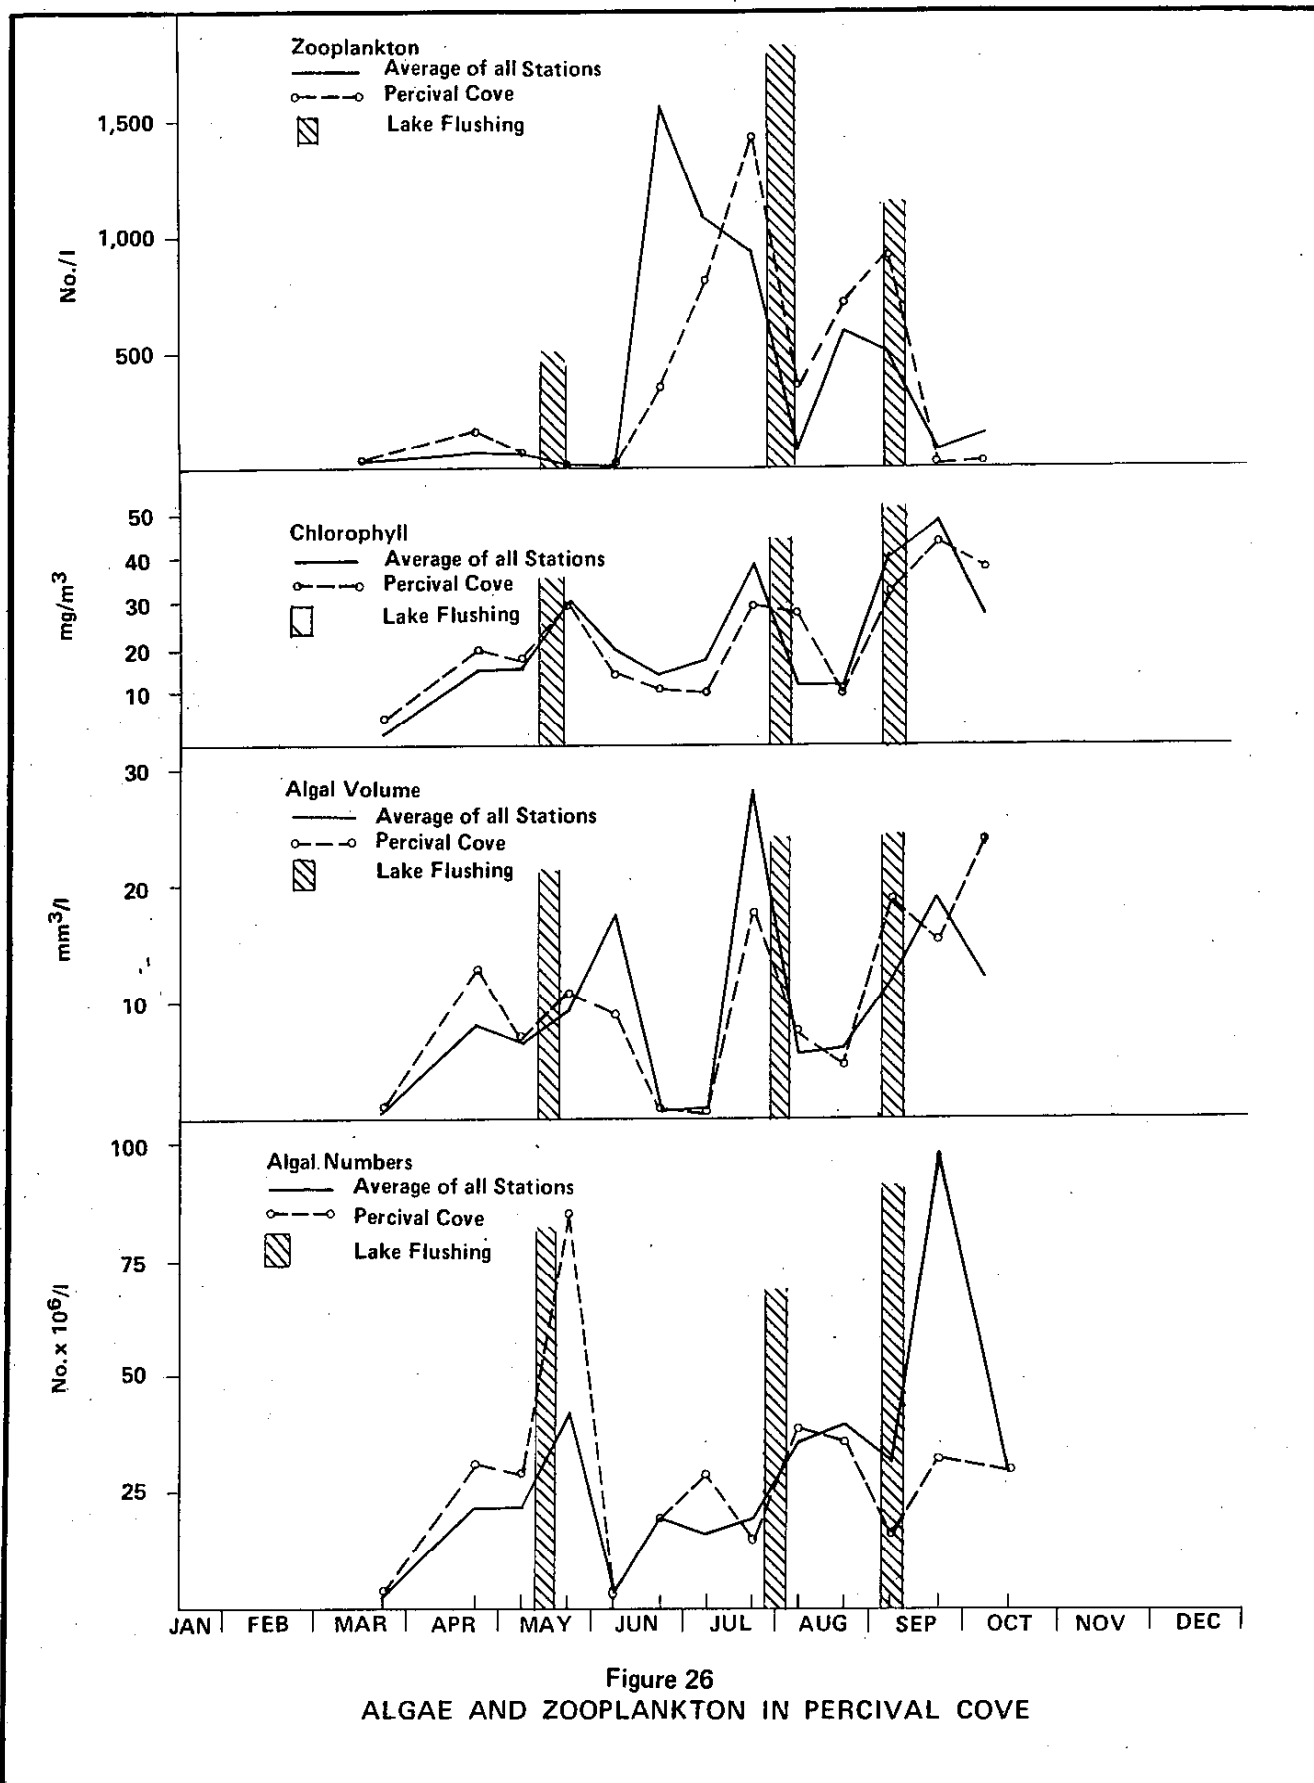 Zooplankton
Average of all Stations
Percival Cove
Lake Flushing
1,500
1,000
500
No./l
Chlorophyll
Average of all Stations
Percival Cove
Lake Flushing
50
40
30
20
10
mg/m³
Algal Volume
Average of all Stations
Percival Cove
Lake Flushing
30
20
10
mm³/l
Algal Numbers
Average of all Stations
Percival Cove
Lake Flushing
100
75
50
25
No. x 10⁶/l
JAN FEB MAR APR MAY JUN JUL AUG SEP OCT NOV DEC
Figure 26
ALGAE AND ZOOPLANKTON IN PERCIVAL COVE